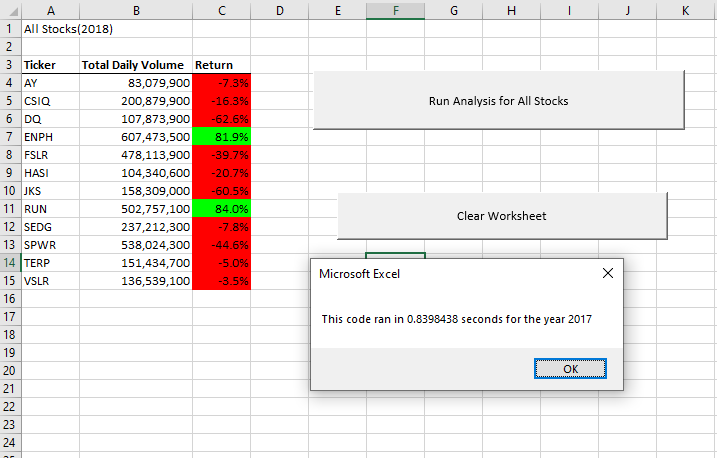 A B C D E F G H I J K
1 All Stocks(2018)
2
3 Ticker Total Daily Volume Return
4 AY 83,079,900 -7.3%
5 CSIQ 200,879,900 -16.3%
6 DQ 107,873,900 -62.6%
7 ENPH 607,473,500 81.9%
8 FSLR 478,113,900 -39.7%
9 HASI 104,340,600 -20.7%
10 JKS 158,309,000 -60.5%
11 RUN 502,757,100 84.0%
12 SEDG 237,212,300 -7.8%
13 SPWR 538,024,300 -44.6%
14 TERP 151,434,700 -5.0%
15 VSLR 136,539,100 -3.5%
16
17
18
19
20
21
22
23
24
Run Analysis for All Stocks
Clear Worksheet
Microsoft Excel
This code ran in 0.8398438 seconds for the year 2017
OK